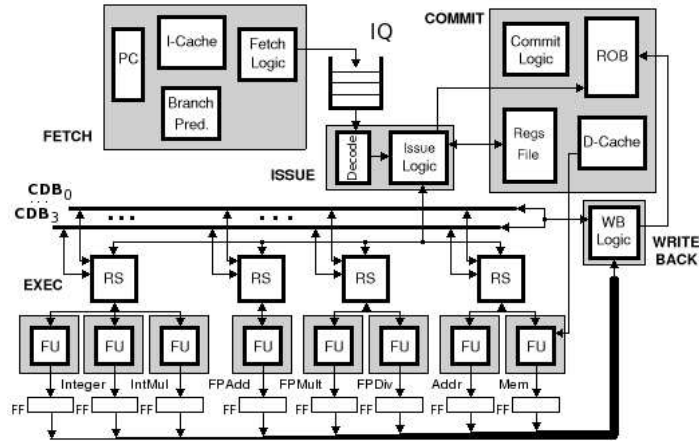 IQ
COMMIT
PC
I-Cache
Fetch
Logic
Branch
Pred.
FETCH
Commit
Logic
ROB
Decode
Issue
Logic
ISSUE
Regs
File
D-Cache
CDB0
...
CDB3
...
...
WB
Logic
WRITE
BACK
EXEC
RS
RS
RS
RS
FU
FU
FU
FU
FU
FU
FU
FU
Integer
IntMul
FPAdd
FPMult
FPDiv
Addr
Mem
FF
FF
FF
FF
FF
FF
FF
FF